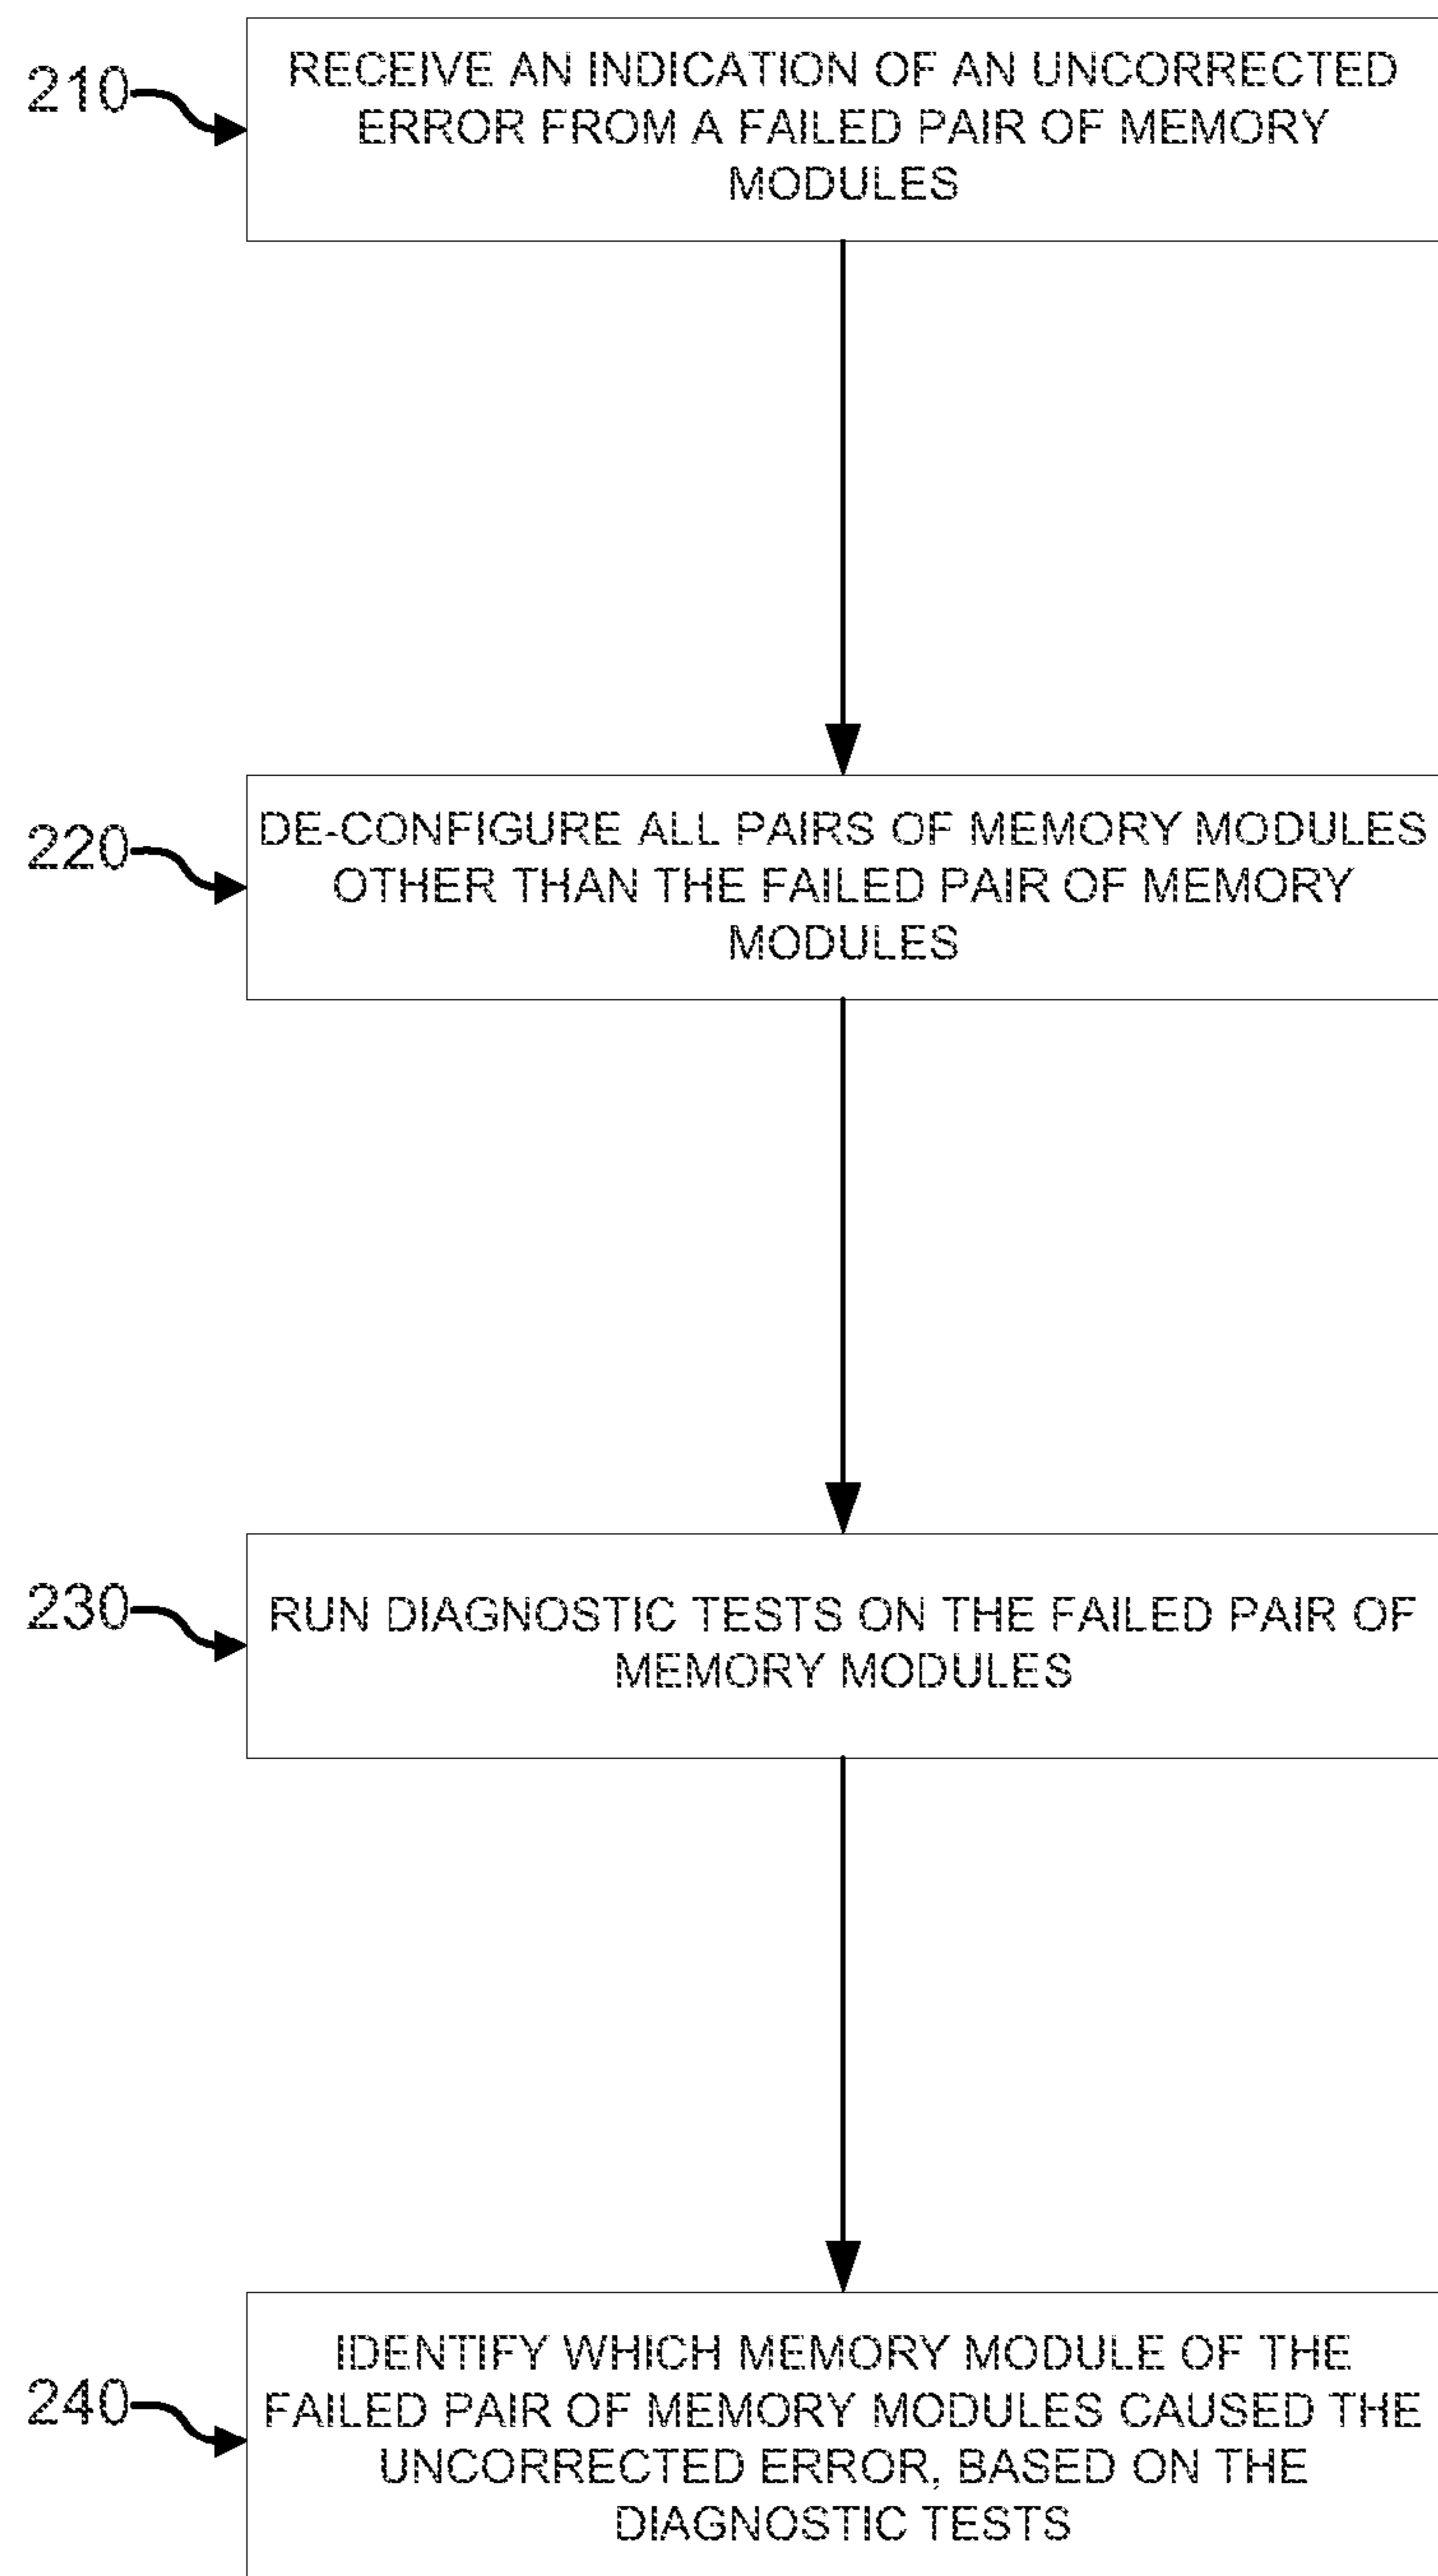 210
RECEIVE AN INDICATION OF AN UNCORRECTED
ERROR FROM A FAILED PAIR OF MEMORY
MODULES
220
DE-CONFIGURE ALL PAIRS OF MEMORY MODULES
OTHER THAN THE FAILED PAIR OF MEMORY
MODULES
230
RUN DIAGNOSTIC TESTS ON THE FAILED PAIR OF
MEMORY MODULES
240
IDENTIFY WHICH MEMORY MODULE OF THE
FAILED PAIR OF MEMORY MODULES CAUSED THE
UNCORRECTED ERROR, BASED ON THE
DIAGNOSTIC TESTS